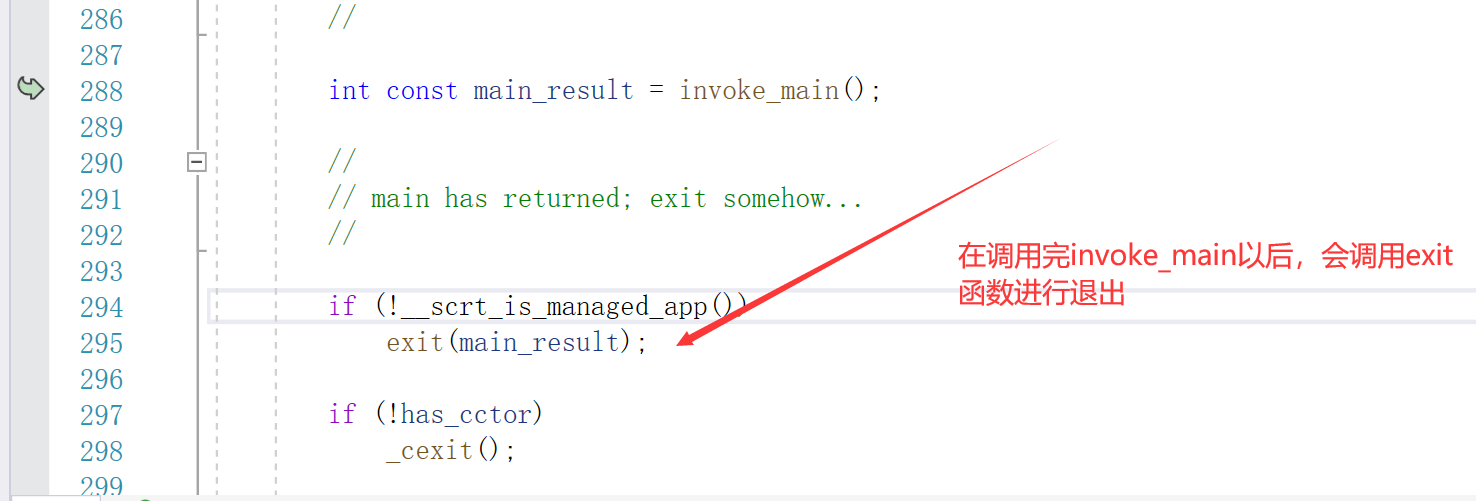 286 //
287
288 int const main_result = invoke_main();
289
290 //
291 // main has returned; exit somehow...
292 //
293
在调用完invoke_main以后，会调用exit
函数进行退出
294 if (!__scrt_is_managed_app())
295 exit(main_result);
296
297 if (!has_cctor)
298 _cexit();
299